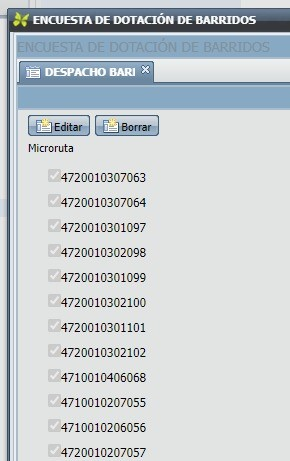 ENCUESTA DE DOTACIÓN DE BARRIDOS
ENCUESTA DE DOTACIÓN DE BARRIDOS
DESPACHO BARI
Editar Borrar
Microruta
4720010307063
4720010307064
4720010301097
4720010302098
4720010301099
4720010302100
4720010301101
4720010302102
4710010406068
4710010207055
4710010206056
4720010207057